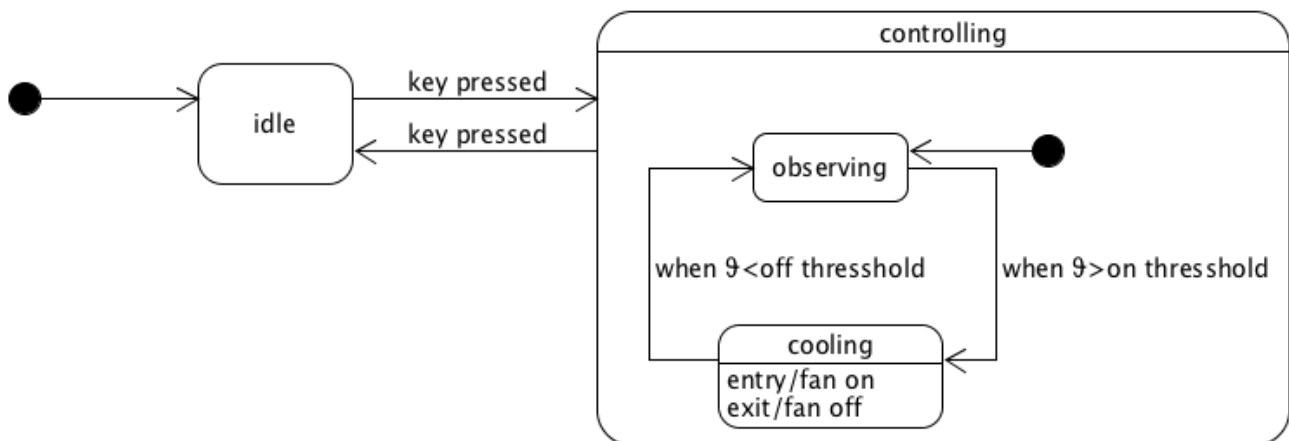 controlling
key pressed
idle
key pressed
observing
when ϑ<off thresshold
when ϑ>on thresshold
cooling
entry/fan on
exit/fan off